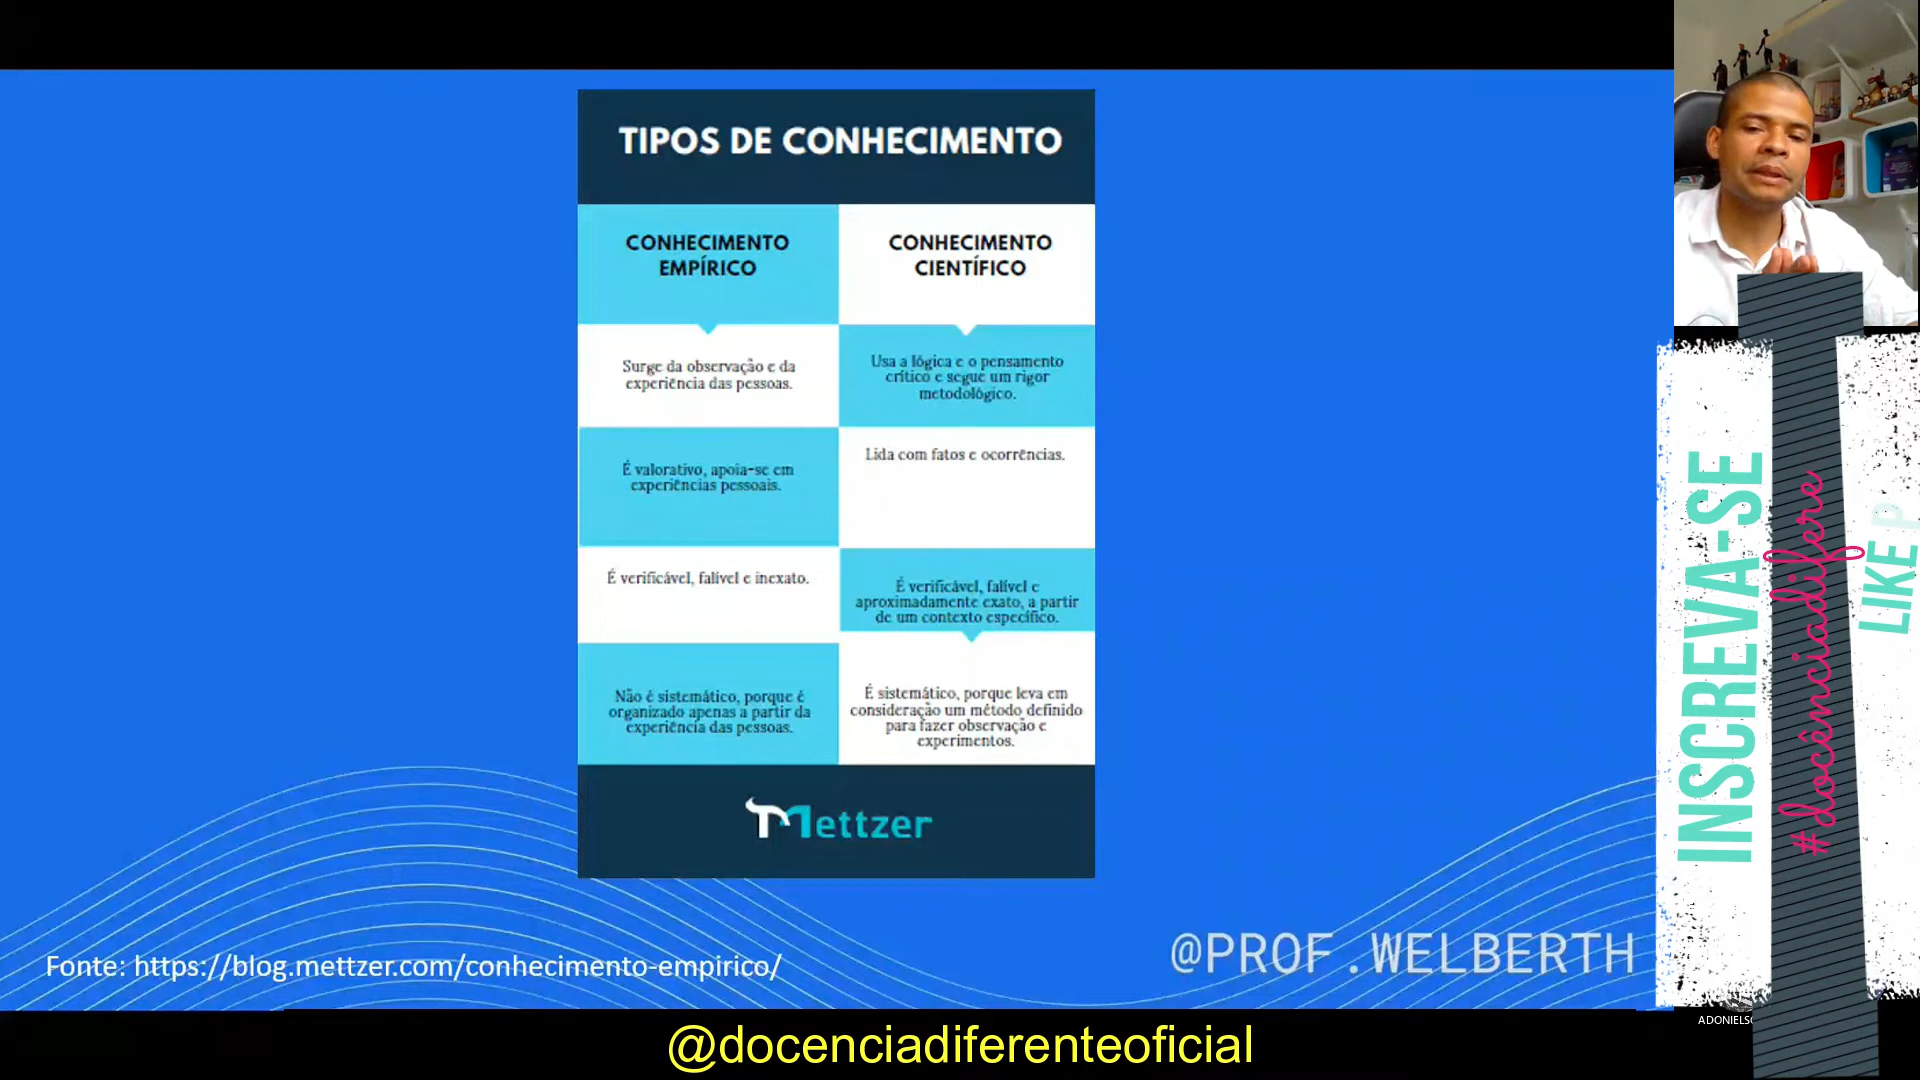 TIPOS DE CONHECIMENTO
CONHECIMENTO
EMPÍRICO
CONHECIMENTO
CIENTÍFICO
Surge da observação e da
experiência das pessoas.
Usa a lógica e o pensamento
crítico e segue um rigor
metodológico.
É valorativo, apoia-se em
experiências pessoais.
Lida com fatos e ocorrências.
É verificável, falível e inexato.
É verificável, falível e
aproximadamente exato, a partir
de um contexto específico.
Não é sistemático, porque é
organizado apenas a partir da
experiência das pessoas.
É sistemático, porque leva em
consideração um método definido
para fazer observação e
experimentos.
Mettzer
Fonte: https://blog.mettzer.com/conhecimento-empirico/
@PROF.WELBERTH
@docenciadiferenteoficial
INSCREVA-SE
#docênciadifere
LIKE P